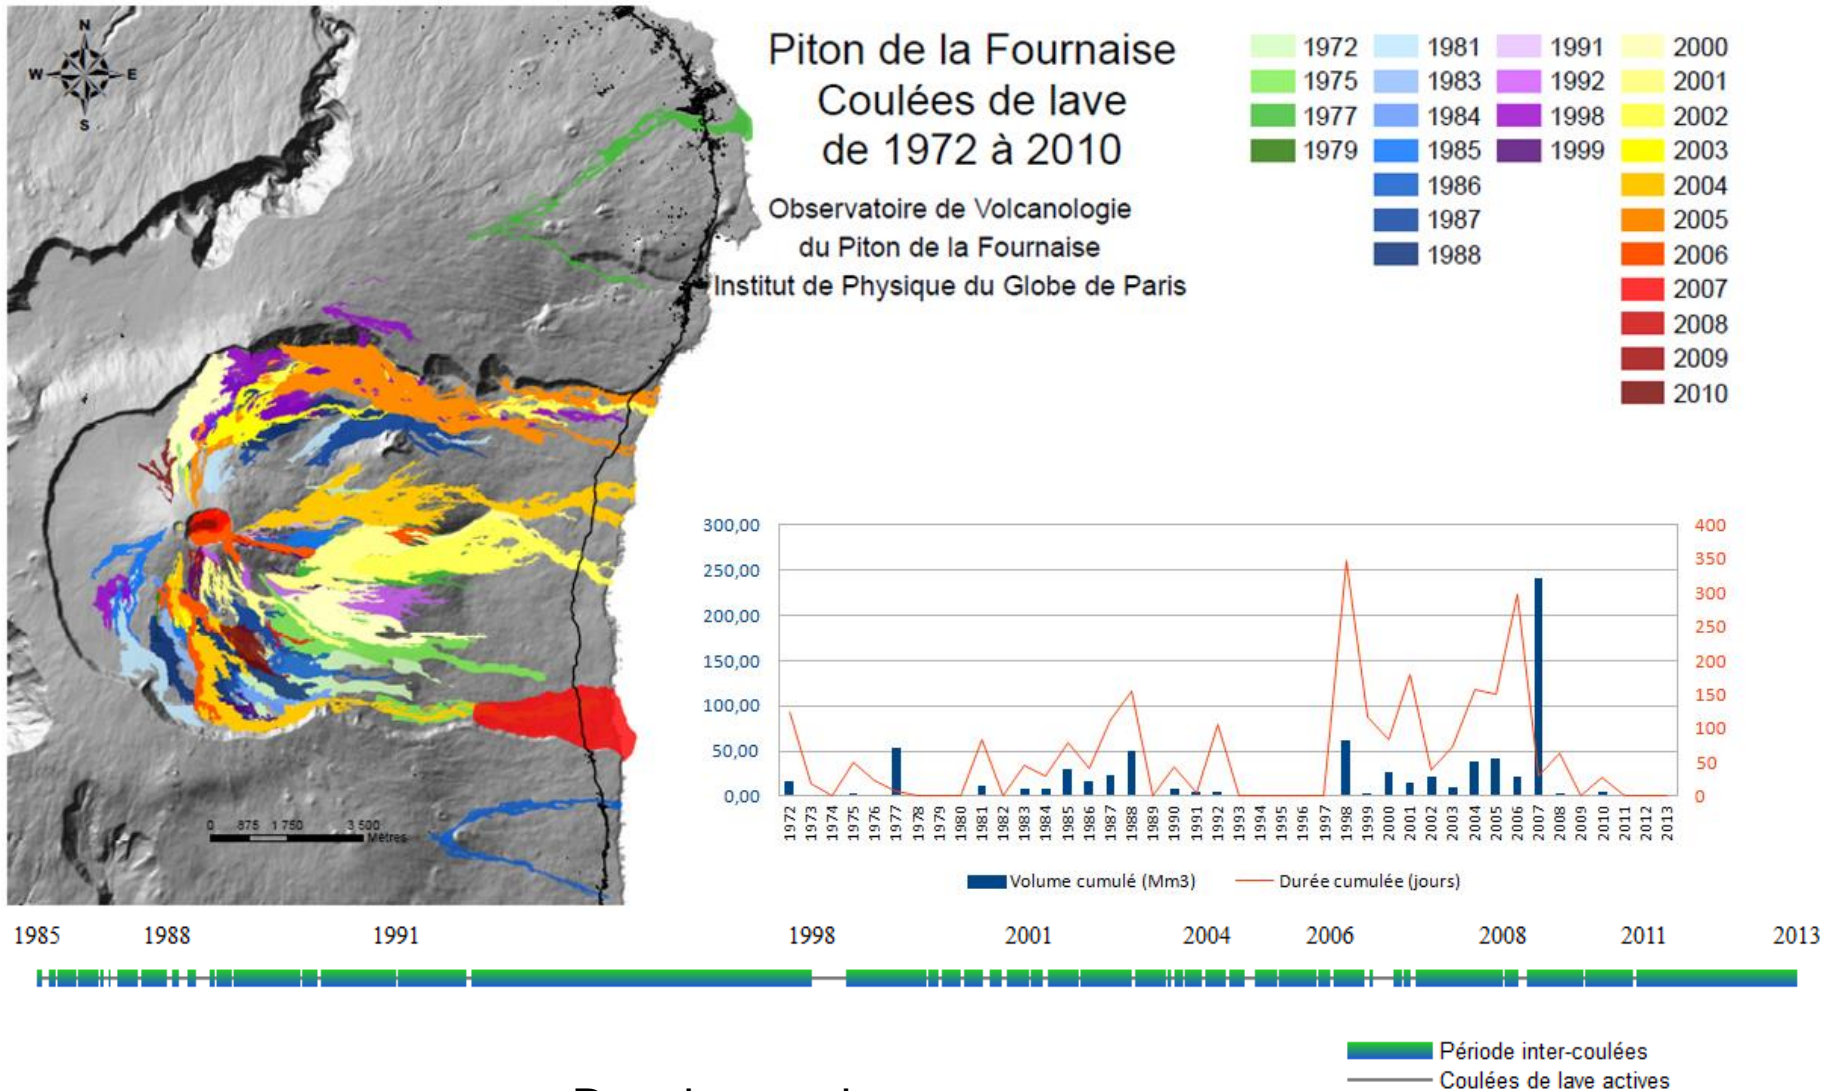 N
W E
S
Piton de la Fournaise
Coulées de lave
de 1972 à 2010
Observatoire de Volcanologie
du Piton de la Fournaise
Institut de Physique du Globe de Paris
1972 1981 1991 2000
1975 1983 1992 2001
1977 1984 1998 2002
1979 1985 1999 2003
1986 2004
1987 2005
1988 2006
2007
2008
2009
2010
0 875 1 750 3 500
Mètres
300,00 400
250,00 350
200,00 300
150,00 250
100,00 200
50,00 150
0,00 100
50
0
1972 1973 1974 1975 1976 1977 1978 1979 1980 1981 1982 1983 1984 1985 1986 1987 1988 1989 1990 1991 1992 1993 1994 1995 1996 1997 1998 1999 2000 2001 2002 2003 2004 2005 2006 2007 2008 2009 2010 2011 2012 2013
Volume cumulé (Mm3) Durée cumulée (jours)
1985 1988 1991 1998 2001 2004 2006 2008 2011 2013
Période inter-coulées
Coulées de lave actives